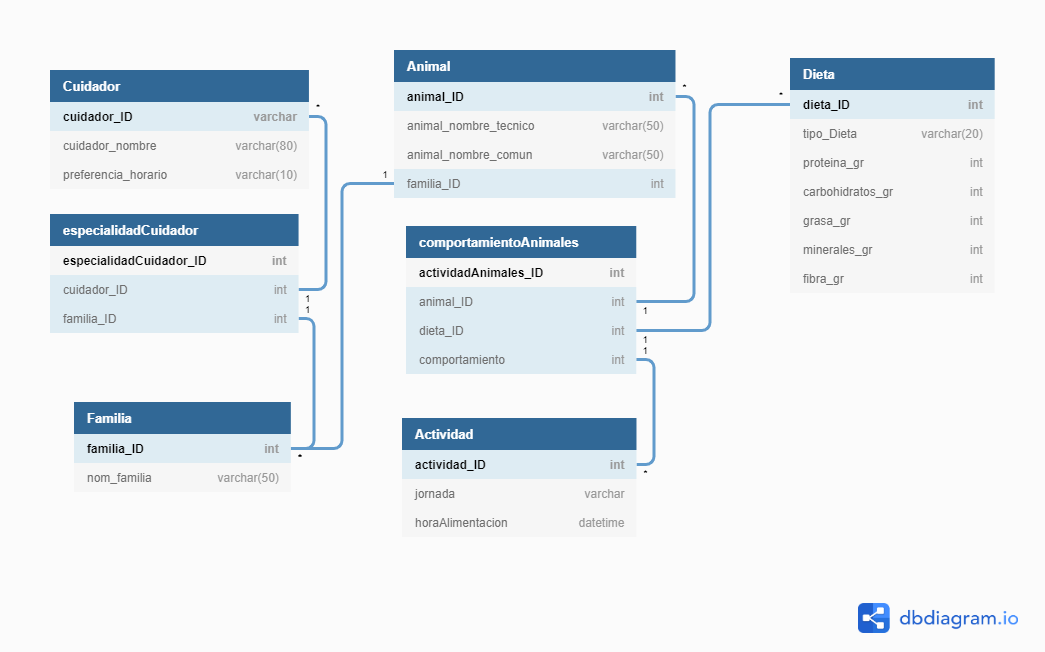 Cuidador
cuidador_ID varchar
cuidador_nombre varchar(80)
preferencia_horario varchar(10)
*
especialidadCuidador
especialidadCuidador_ID int
cuidador_ID int
1
familia_ID int
1
Familia
familia_ID int
*
nom_familia varchar(50)
Animal
animal_ID int
*
animal_nombre_tecnico varchar(50)
animal_nombre_comun varchar(50)
1
familia_ID int
comportamientoAnimales
actividadAnimales_ID int
animal_ID int
1
dieta_ID int
1
comportamiento int
1
Actividad
actividad_ID int
*
jornada varchar
horaAlimentacion datetime
Dieta
*
dieta_ID int
tipo_Dieta varchar(20)
proteina_gr int
carbohidratos_gr int
grasa_gr int
minerales_gr int
fibra_gr int
dbdiagram.io